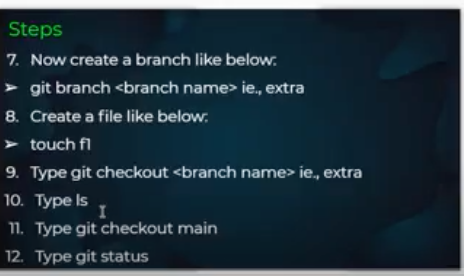 Steps
7. Now create a branch like below:
➢ git branch <branch name> ie., extra
8. Create a file like below:
➢ touch f1
9. Type git checkout <branch name> ie., extra
10. Type ls
11. Type git checkout main
12. Type git status